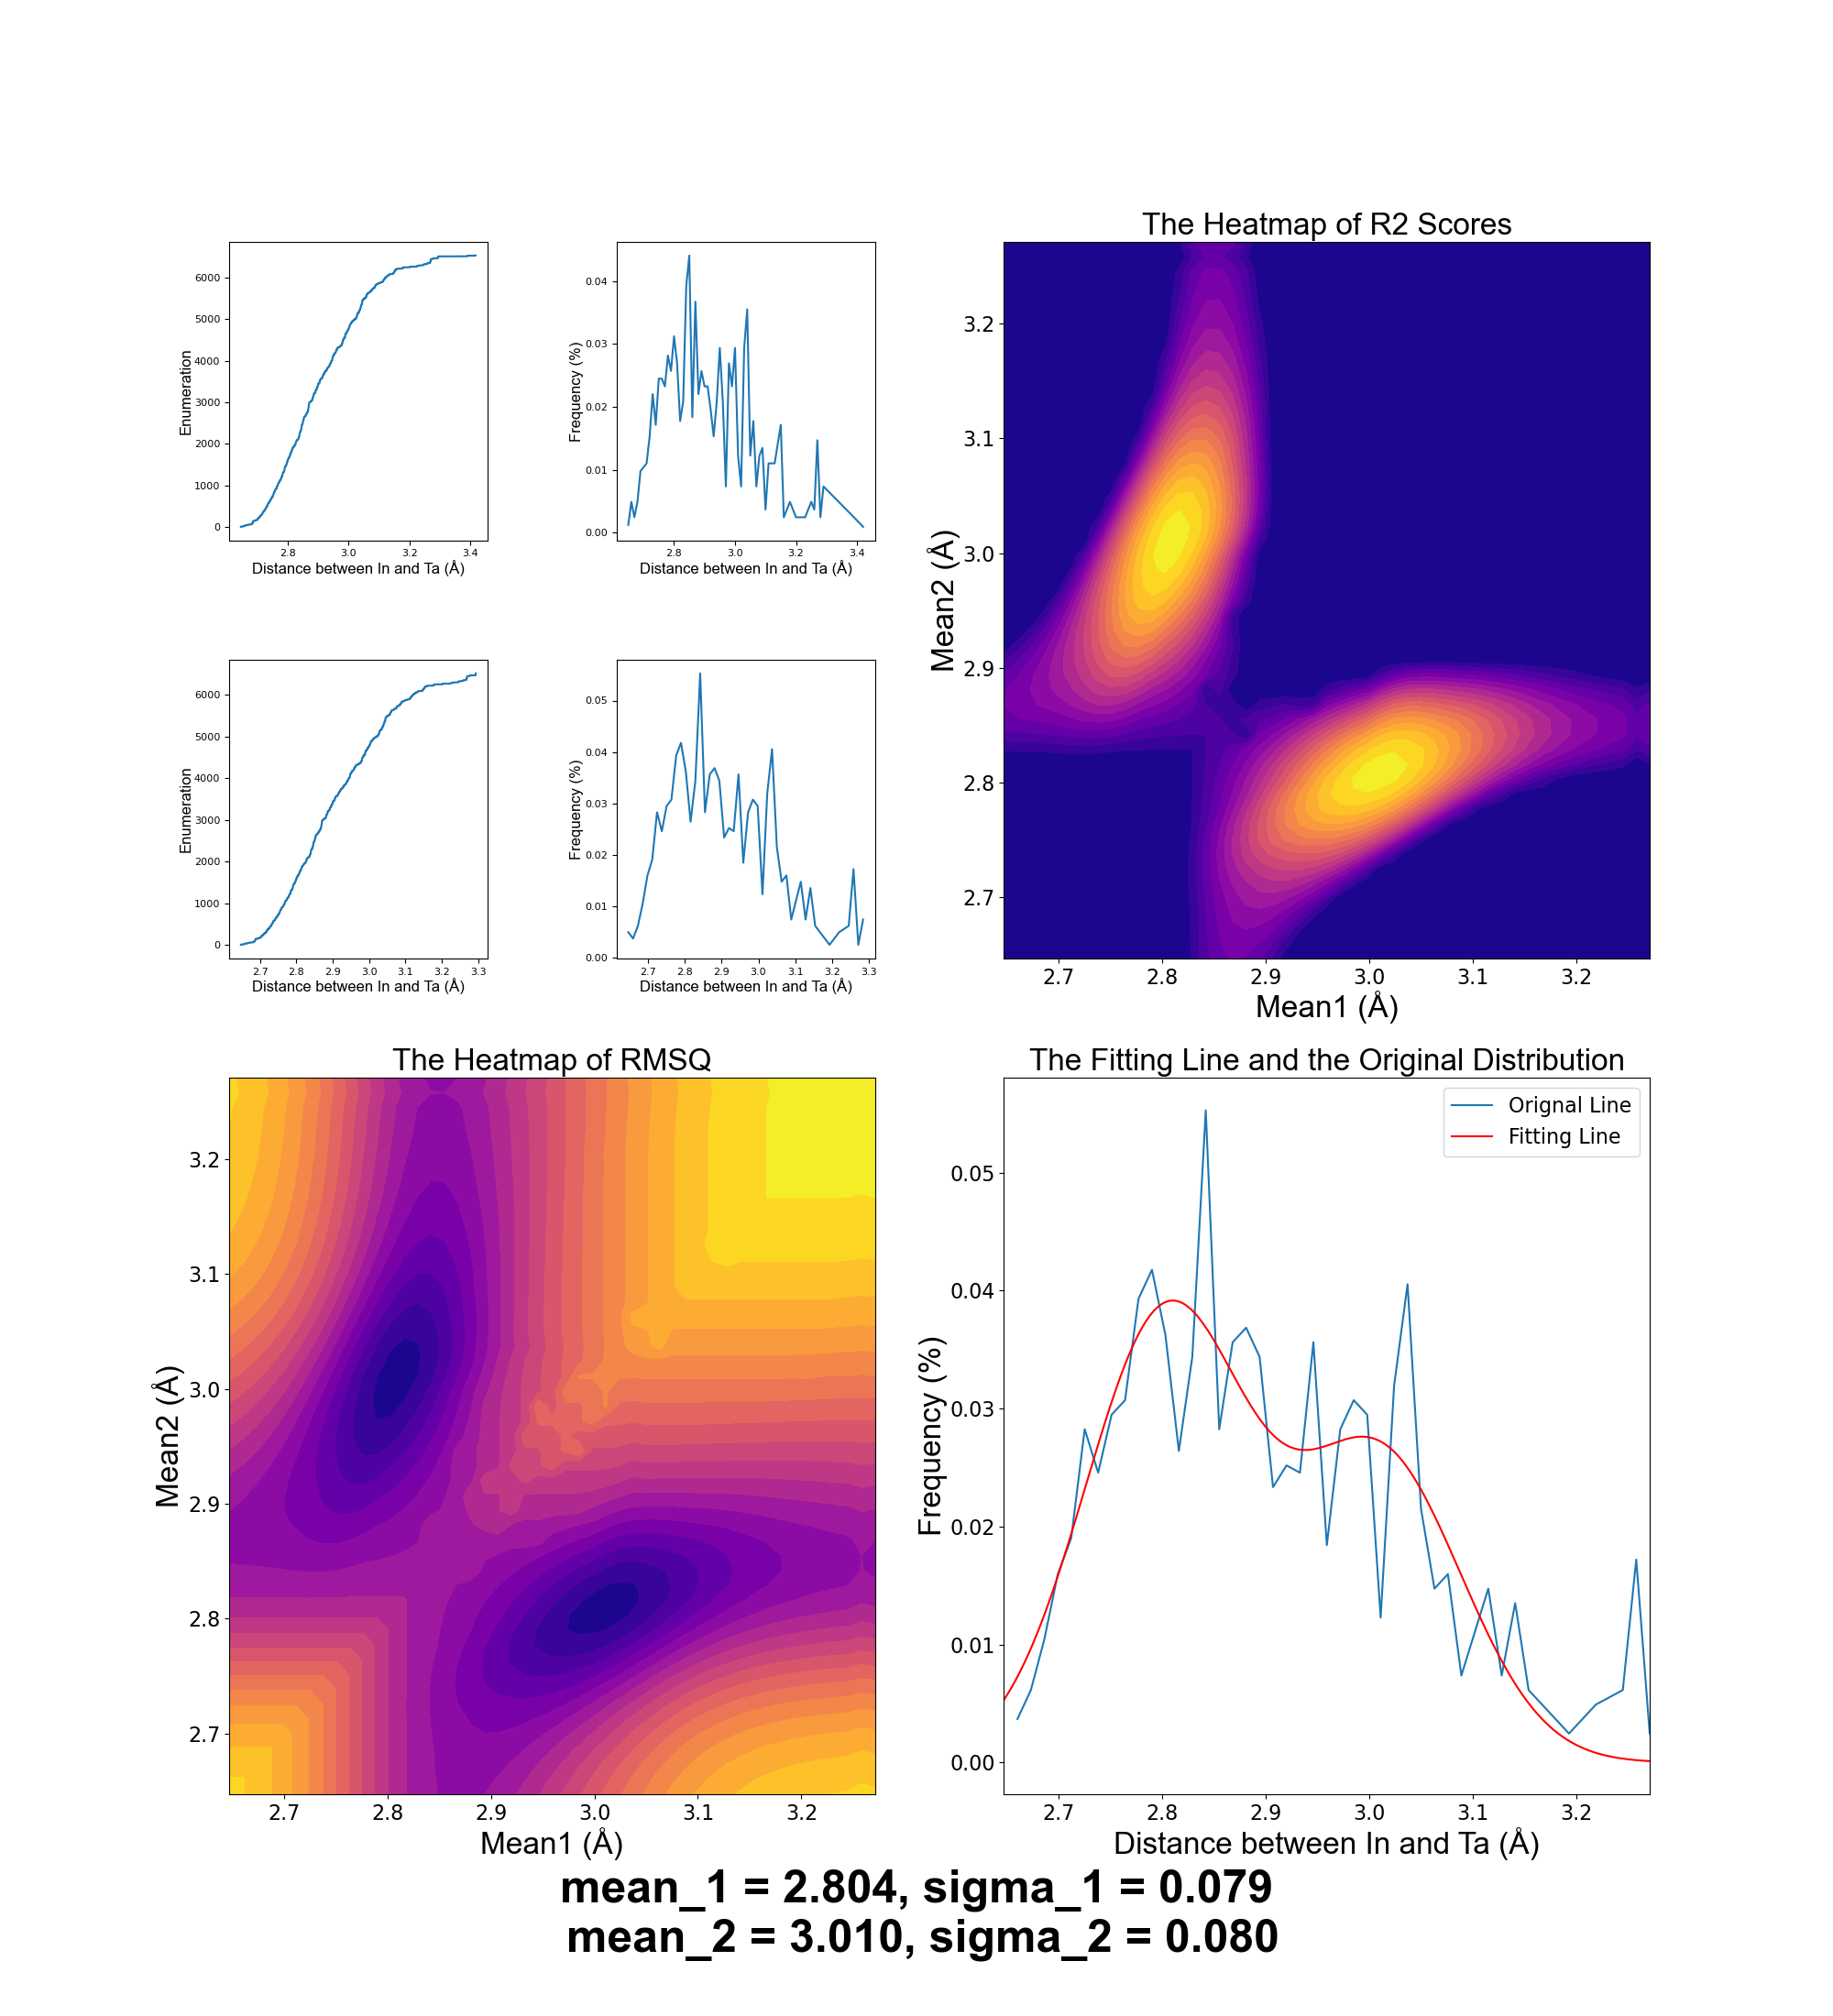 6000
5000
4000
3000
2000
1000
0
Enumeration
2.8 3.0 3.2 3.4
Distance between In and Ta (Å)
0.04
0.03
0.02
0.01
0.00
Frequency (%)
2.8 3.0 3.2 3.4
Distance between In and Ta (Å)
6000
5000
4000
3000
2000
1000
0
Enumeration
2.7 2.8 2.9 3.0 3.1 3.2 3.3
Distance between In and Ta (Å)
0.05
0.04
0.03
0.02
0.01
0.00
Frequency (%)
2.7 2.8 2.9 3.0 3.1 3.2 3.3
Distance between In and Ta (Å)
The Heatmap of R2 Scores
3.2
3.1
3.0
2.9
2.8
2.7
Mean2 (Å)
2.7 2.8 2.9 3.0 3.1 3.2
Mean1 (Å)
The Heatmap of RMSQ
3.2
3.1
3.0
2.9
2.8
2.7
Mean2 (Å)
2.7 2.8 2.9 3.0 3.1 3.2
Mean1 (Å)
The Fitting Line and the Original Distribution
Orignal Line
Fitting Line
0.05
0.04
0.03
0.02
0.01
0.00
Frequency (%)
2.7 2.8 2.9 3.0 3.1 3.2
Distance between In and Ta (Å)
mean_1 = 2.804, sigma_1 = 0.079
mean_2 = 3.010, sigma_2 = 0.080